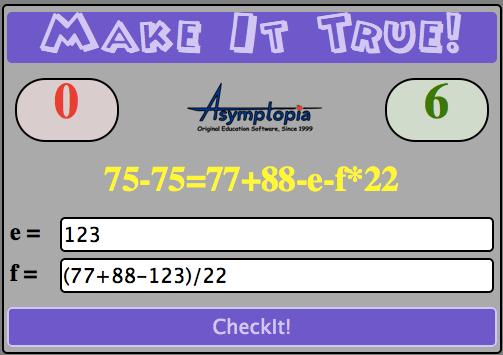 Make It True!
0
Asymptopia
6
Original Education Software, Since 1999
75-75=77+88-e-f*22
e = 123
f = (77+88-123)/22
CheckIt!